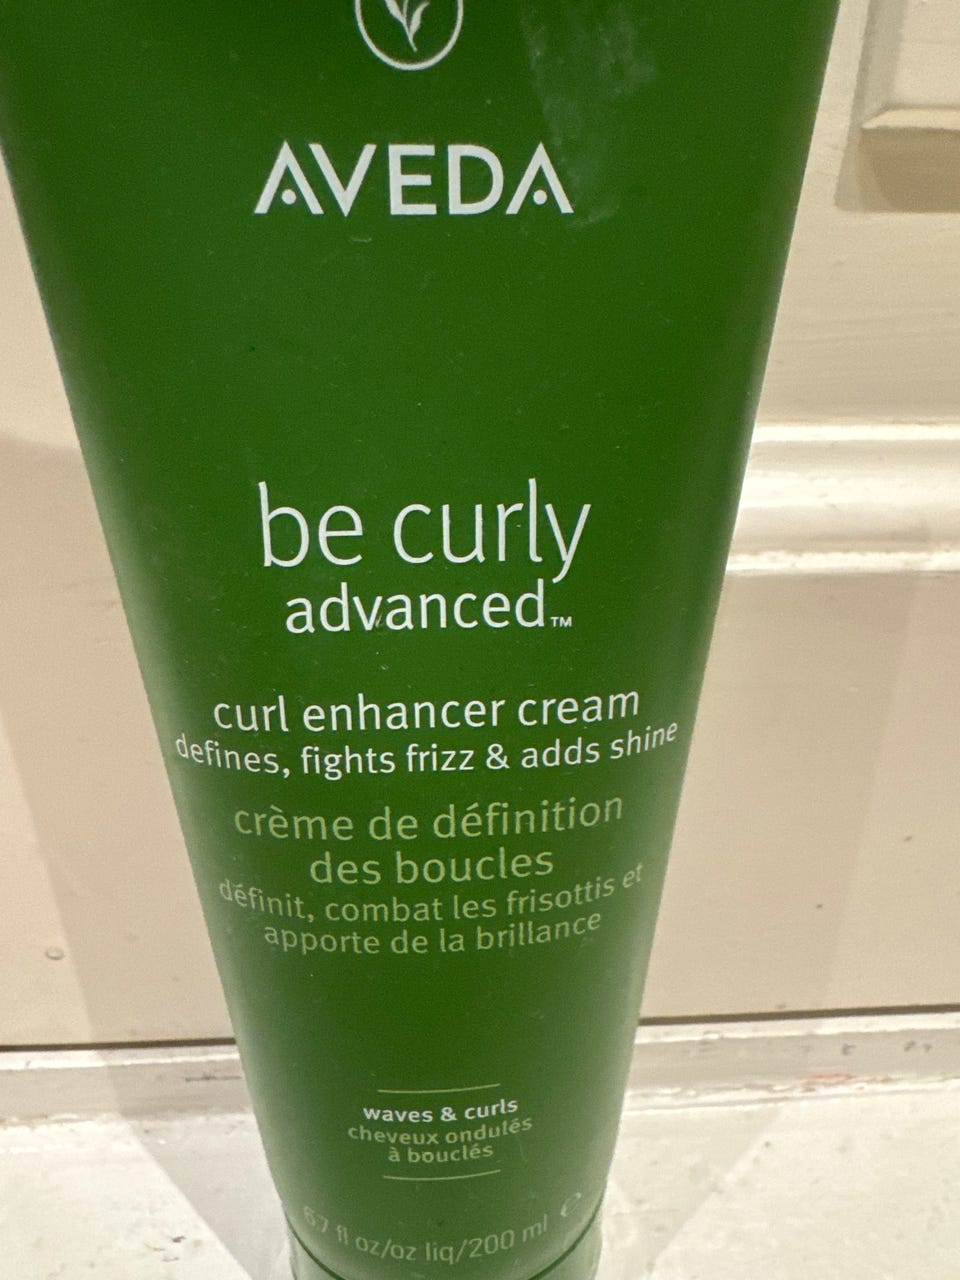 AVEDA
be curly
advanced™
curl enhancer cream
defines, fights frizz & adds shine
crème de définition
des boucles
définit, combat les frisottis et
apporte de la brillance
waves & curls
cheveux ondulés
à bouclés
6.7 fl oz/oz liq/200 ml ℮